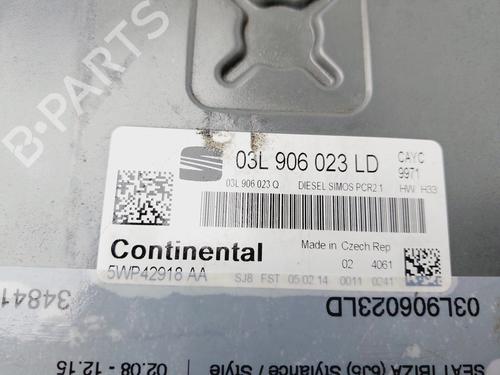 B-PARTS
03L 906 023 LD
CAYC
9971
03L 906 023 Q DIESEL SIMOS PCR2.1 HW H33
Continental
Made in Czech Rep
5WP42918 AA
02 4061
SJ8 FST 05.02.14 0011 0241
34841
03L906023LD
SEAT IBIZA (6J5) Stylance / Style
02.08 - 12.15